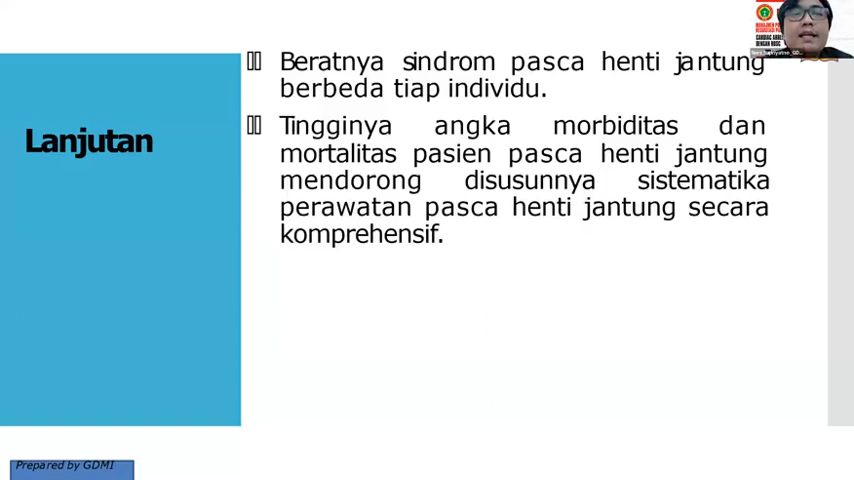 Lanjutan
Beratnya sindrom pasca henti jantung
berbeda tiap individu.
Tingginya angka morbiditas dan
mortalitas pasien pasca henti jantung
mendorong disusunnya sistematika
perawatan pasca henti jantung secara
komprehensif.
Prepared by GDMI